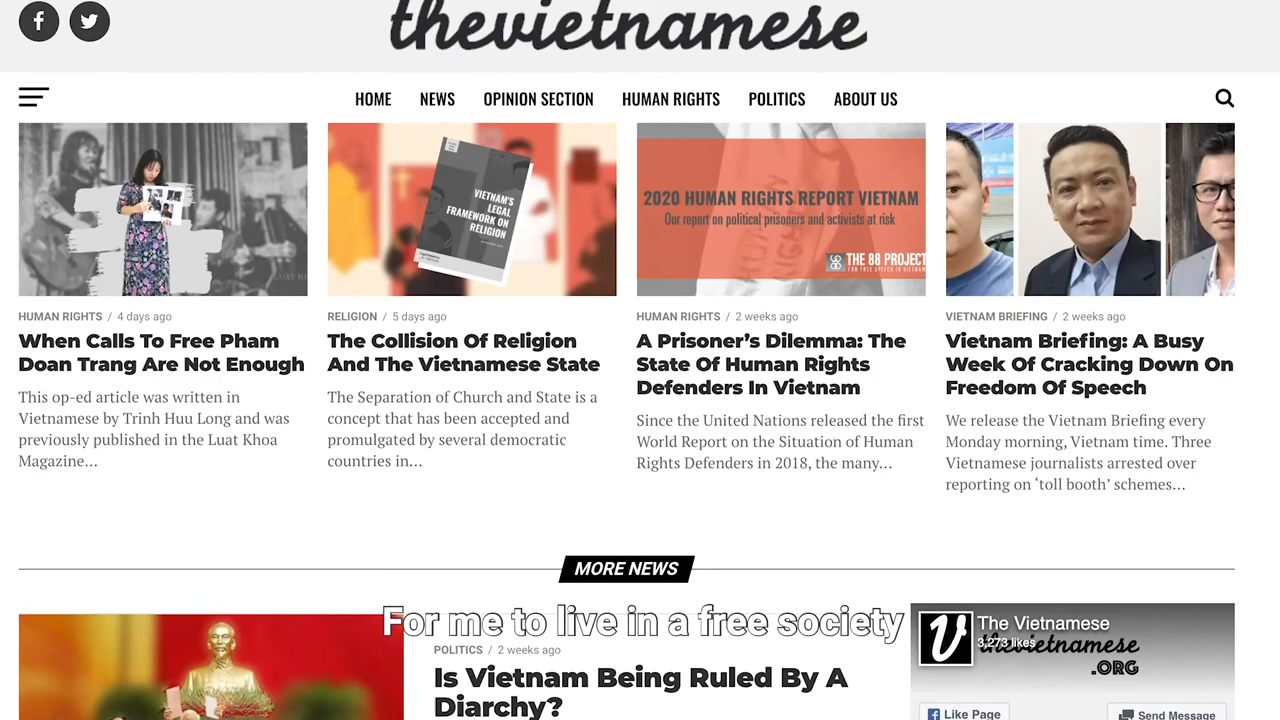 thevietnamese
HOME NEWS OPINION SECTION HUMAN RIGHTS POLITICS ABOUT US
VIETNAM'S
LEGAL
FRAMEWORK ON
RELIGION
2020 HUMAN RIGHTS REPORT VIETNAM
Our report on political prisoners and activists at risk
THE 88 PROJECT
FOR FREE SPEECH IN VIETNAM
HUMAN RIGHTS / 4 days ago
When Calls To Free Pham
Doan Trang Are Not Enough
This op-ed article was written in
Vietnamese by Trinh Huu Long and was
previously published in the Luat Khoa
Magazine...
RELIGION / 5 days ago
The Collision Of Religion
And The Vietnamese State
The Separation of Church and State is a
concept that has been accepted and
promulgated by several democratic
countries in...
HUMAN RIGHTS / 2 weeks ago
A Prisoner's Dilemma: The
State Of Human Rights
Defenders In Vietnam
Since the United Nations released the first
World Report on the Situation of Human
Rights Defenders in 2018, the many...
VIETNAM BRIEFING / 2 weeks ago
Vietnam Briefing: A Busy
Week Of Cracking Down On
Freedom Of Speech
We release the Vietnam Briefing every
Monday morning, Vietnam time. Three
Vietnamese journalists arrested over
reporting on 'toll booth' schemes...
MORE NEWS
For me to live in a free society
POLITICS / 2 weeks ago
Is Vietnam Being Ruled By A
Diarchy?
The Vietnamese
3,273 likes
thevietnamese
.ORG
Like Page
Send Message